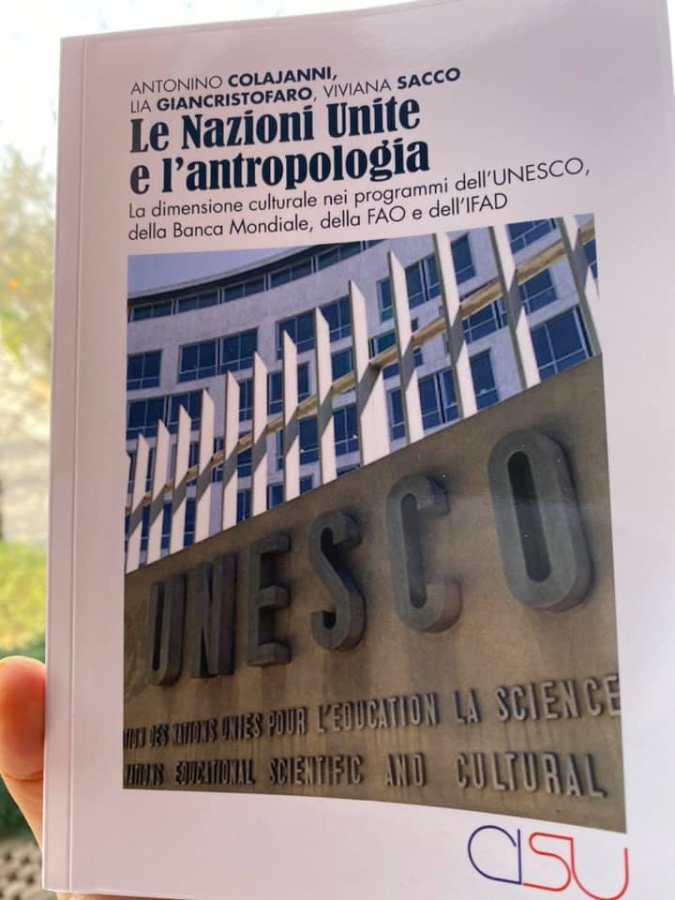 ANTONINO COLAJANNI,
LIA GIANCRISTOFARO, VIVIANA SACCO
Le Nazioni Unite
e l'antropologia
La dimensione culturale nei programmi dell'UNESCO,
della Banca Mondiale, della FAO e dell'IFAD
UNESCO
DES NATIONS UNIES POUR L'EDUCATION LA SCIENCE
EDUCATIONAL SCIENTIFIC AND CULTURAL
CISU